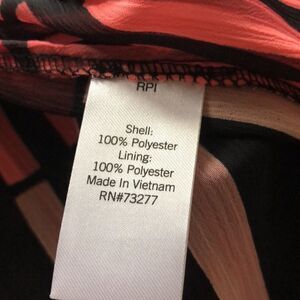 RPI
Shell:
100% Polyester
Lining:
100% Polyester
Made In Vietnam
RN#73277